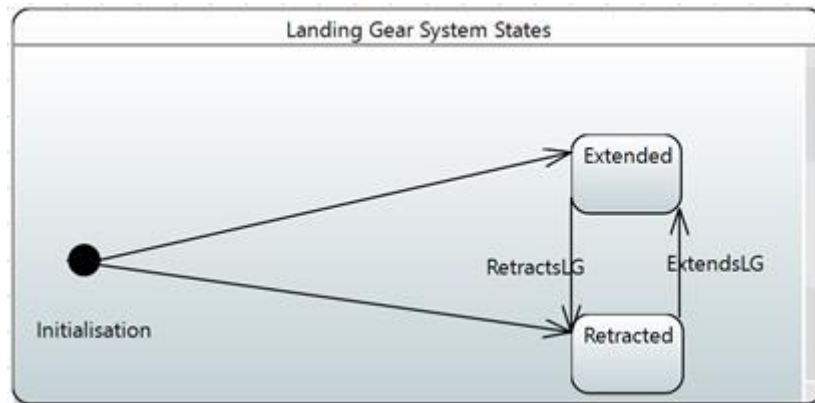 Landing Gear System States
Extended
RetractsLG
ExtendsLG
Initialisation
Retracted